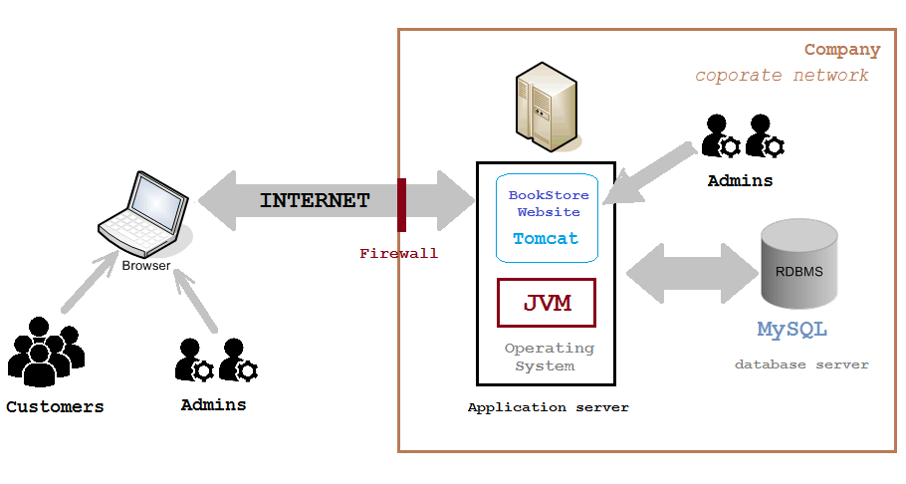 Company
coporate network
Admins
BookStore
Website
Tomcat
INTERNET
Firewall
Browser
RDBMS
JVM
MySQL
Operating
System
database server
Customers
Admins
Application server